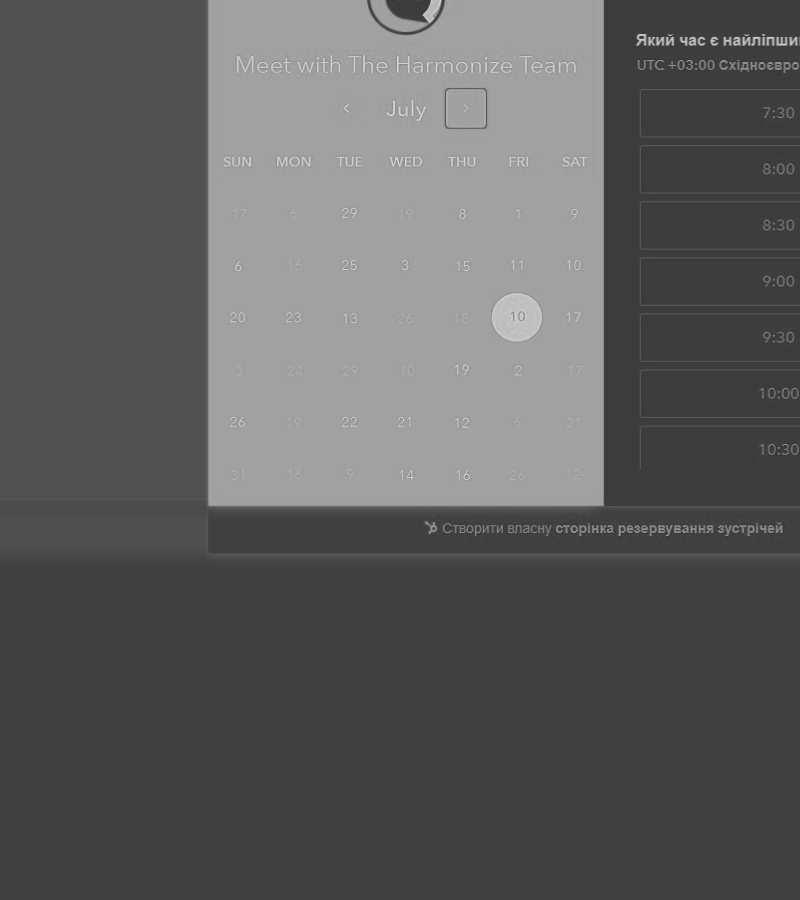 Meet with The Harmonize Team
July
SUN MON TUE WED THU FRI SAT
17 6 29 19 8 1 9
6 16 25 3 15 11 10
20 23 13 26 18 10 17
3 24 29 10 19 2 17
26 19 22 21 12 6 21
31 16 9 14 16 26 12
Який час є
UTC +03:00
7:30
8:00
8:30
9:00
9:30
10:00
10:30
Створити власну сторінка резервування зустрічей